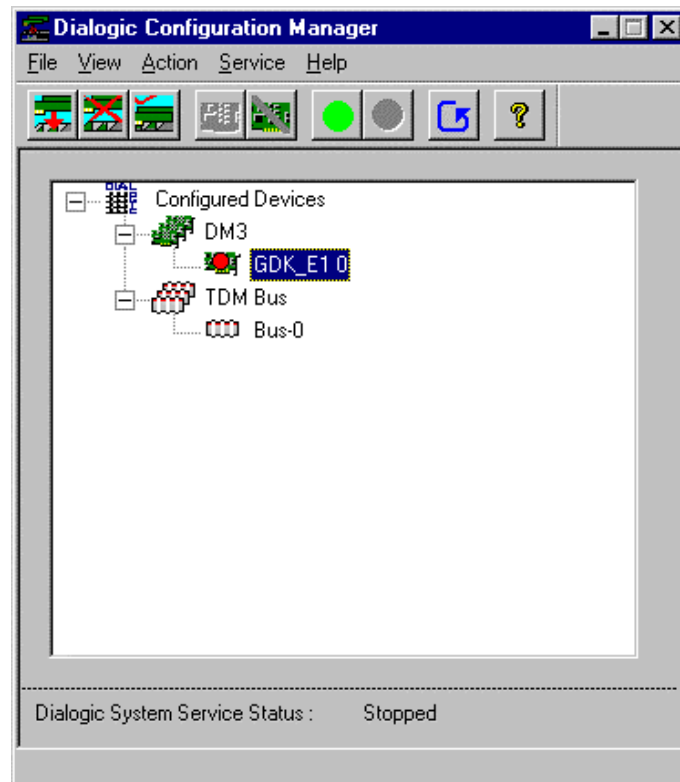 Dialogic Configuration Manager
File View Action Service Help
DIAL
Configured Devices
DM3
GDK_E1 0
TDM Bus
Bus-0
Dialogic System Service Status : Stopped